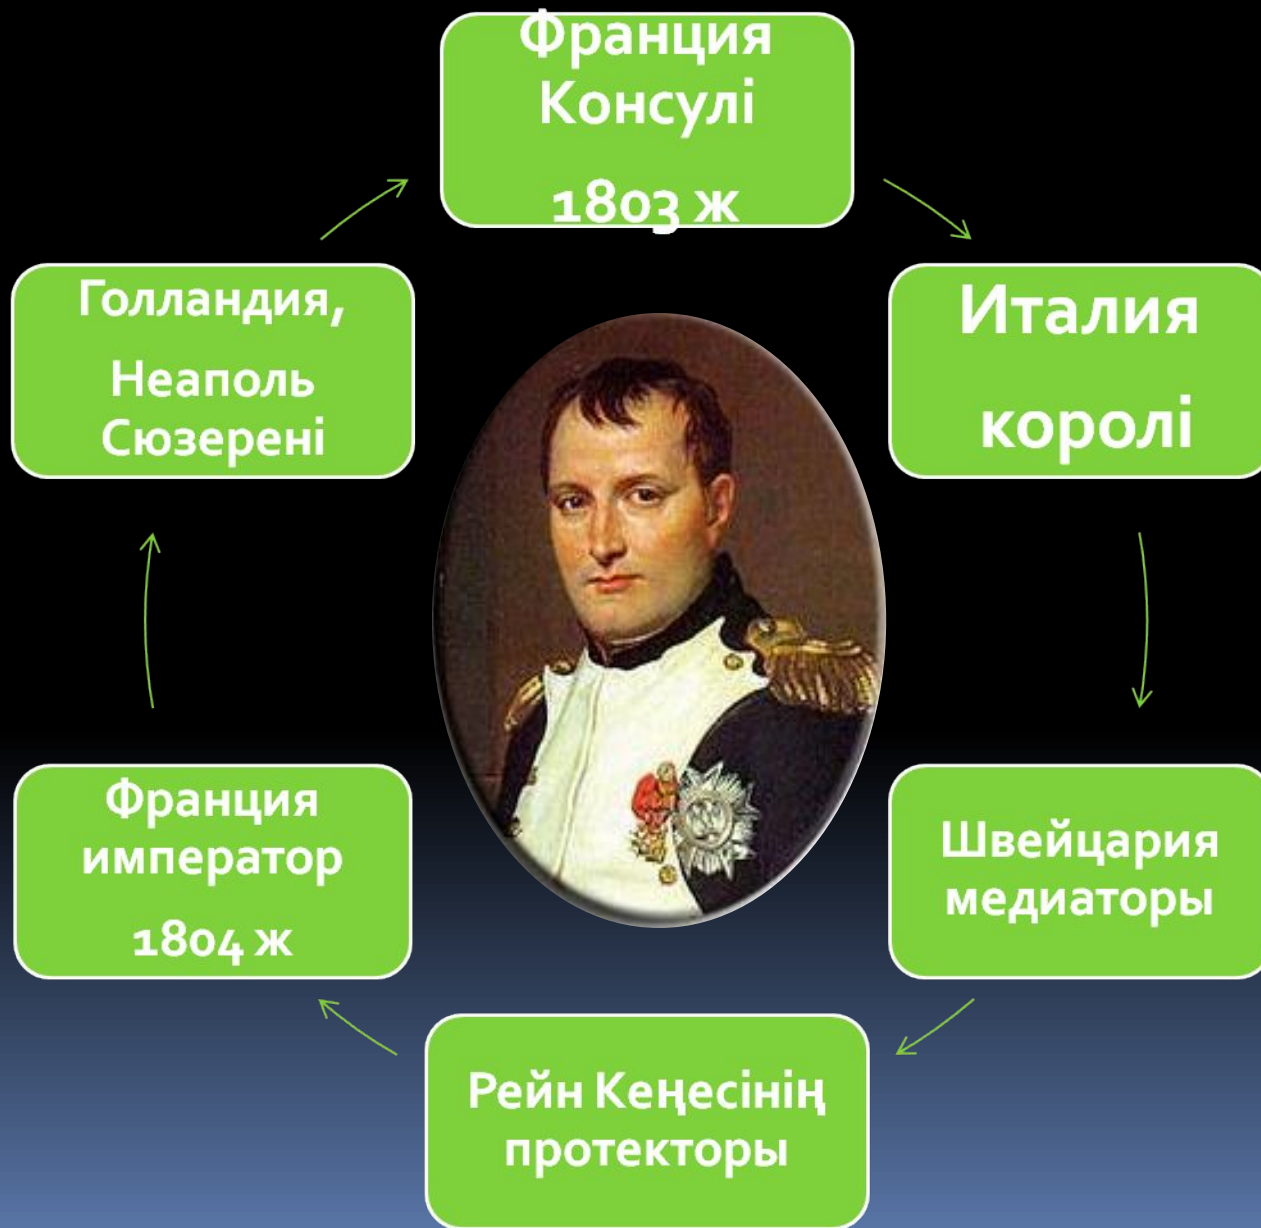 Франция
Консулі
1803 ж
Италия
королі
Швейцария
медиаторы
Рейн Кеңесінің
протекторы
Франция
император
1804 ж
Голландия,
Неаполь
Сюзерені